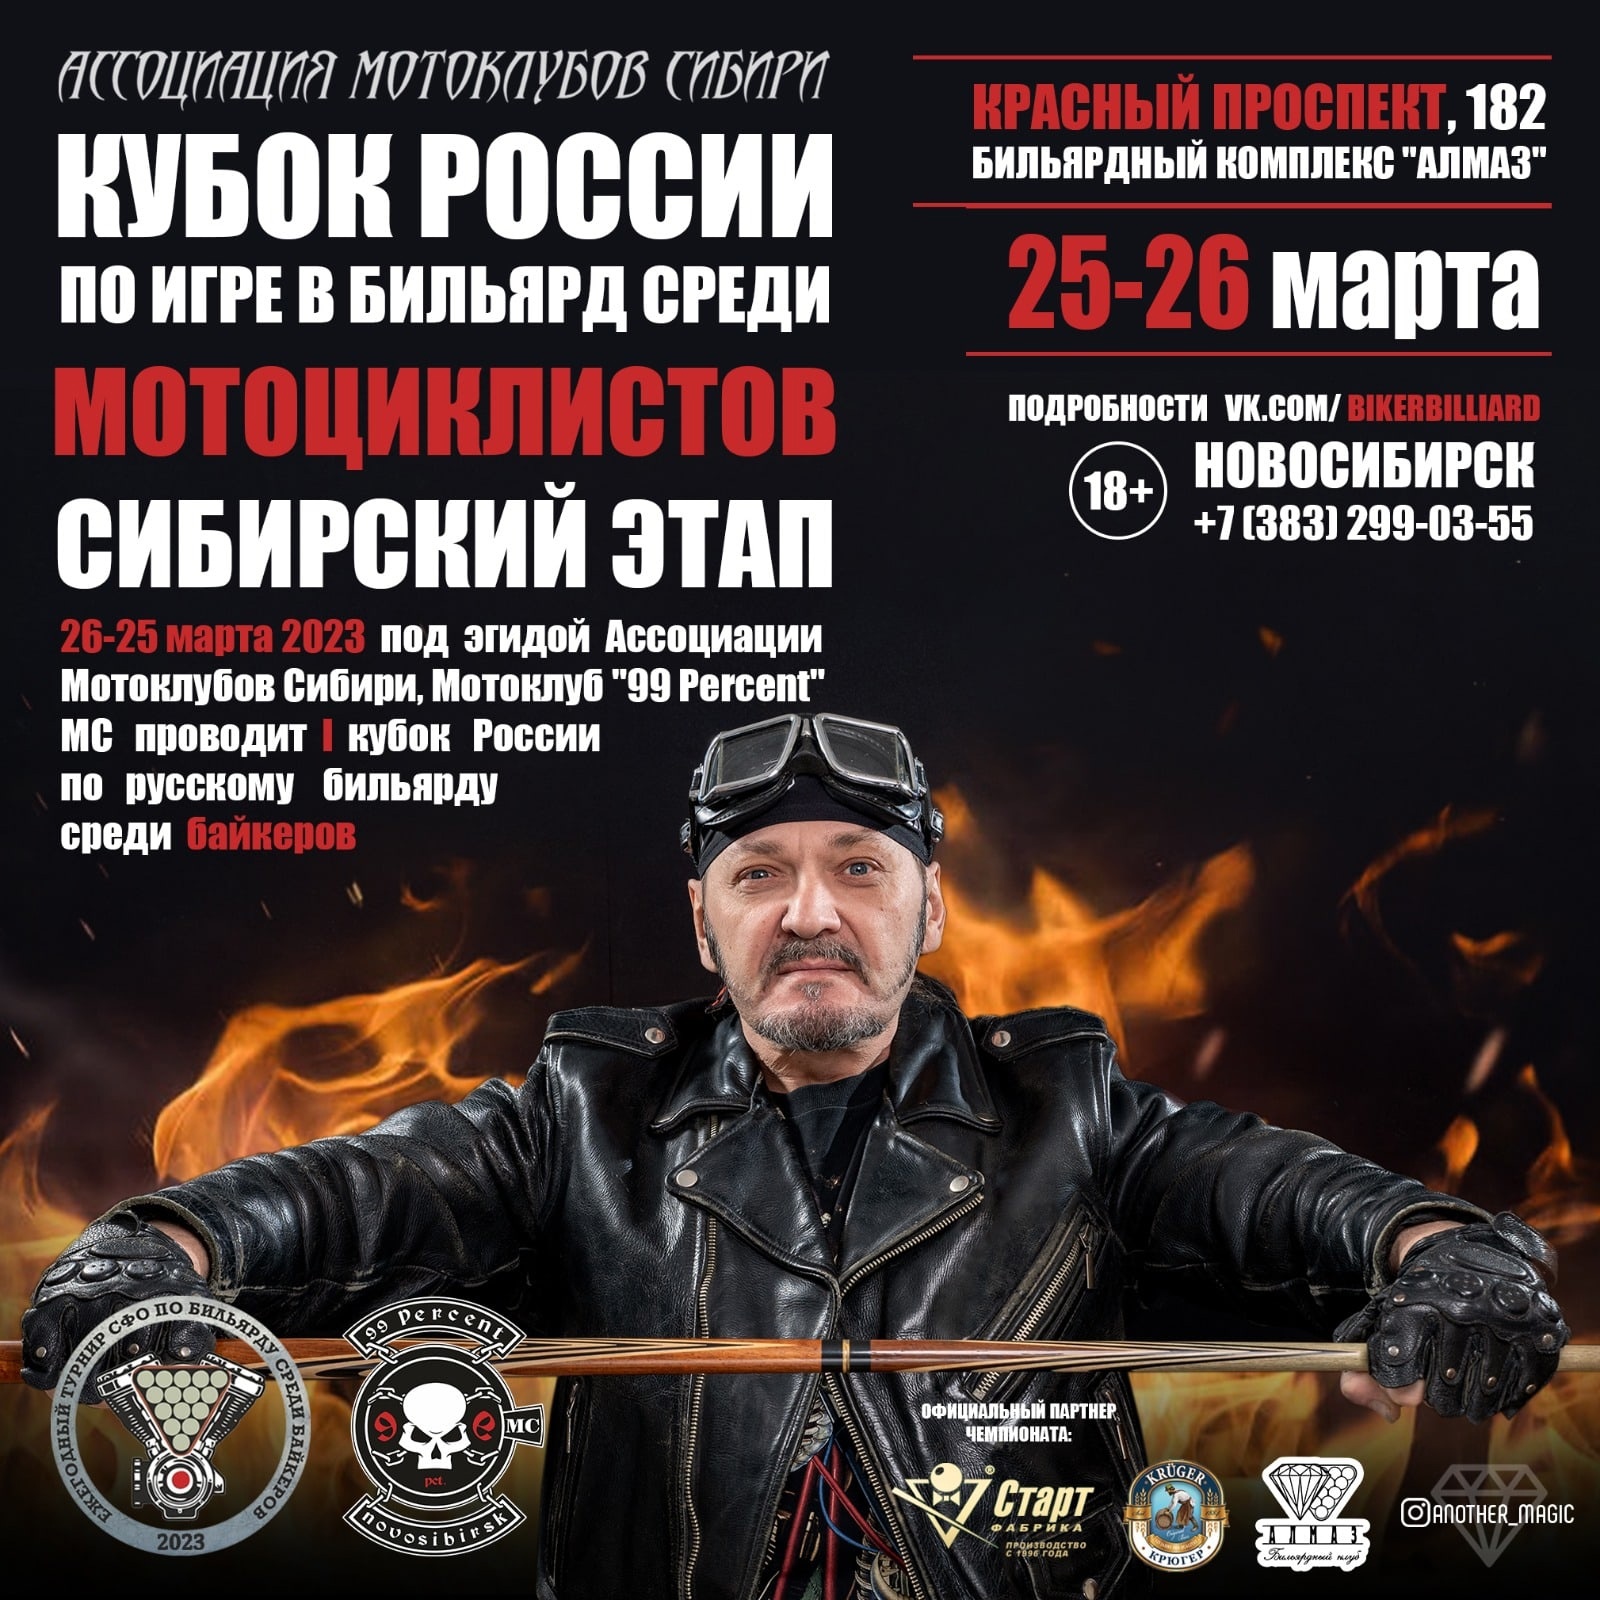 АССОЦИАЦИЯ МОТОКЛУБОВ СИБИРИ
КУБОК РОССИИ
ПО ИГРЕ В БИЛЬЯРД СРЕДИ
МОТОЦИКЛИСТОВ
СИБИРСКИЙ ЭТАП
26-25 марта 2023 под эгидой Ассоциации
Мотоклубов Сибири, Мотоклуб "99 Percent"
МС проводит I кубок России
по русскому бильярду
среди байкеров
КРАСНЫЙ ПРОСПЕКТ, 182
БИЛЬЯРДНЫЙ КОМПЛЕКС "АЛМАЗ"
25-26 марта
ПОДРОБНОСТИ VK.COM/ BIKERBILLIARD
18+
НОВОСИБИРСК
+7 (383) 299-03-55
ЕЖЕГОДНЫЙ ТУРНИР СФО ПО БИЛЬЯРДУ СРЕДИ БАЙКЕРОВ
2023
99 Percent
9 e
MC
pct.
novosibirsk
ОФИЦИАЛЬНЫЙ ПАРТНЕР
ЧЕМПИОНАТА:
Старт
ФАБРИКА
ПРОИЗВОДСТВО
С 1996 ГОДА
KRÜGER
КРЮГЕР
АЛМАЗ
Бильярдный клуб
ANOTHER_MAGIC